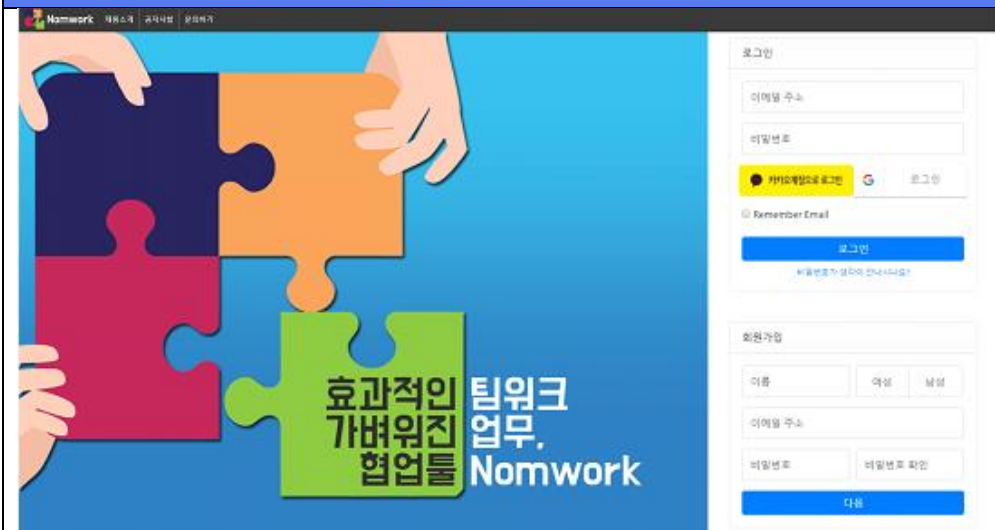 Nomwork 제품소개 공지사항 문의하기
효과적인 팀워크
가벼워진 업무,
협업툴 Nomwork
로그인
이메일 주소
비밀번호
카카오계정으로 로그인 로그인
Remember Email
로그인
비밀번호가 생각이 안나시나요?
회원가입
이름 여성 남성
이메일 주소
비밀번호 비밀번호 확인
다음